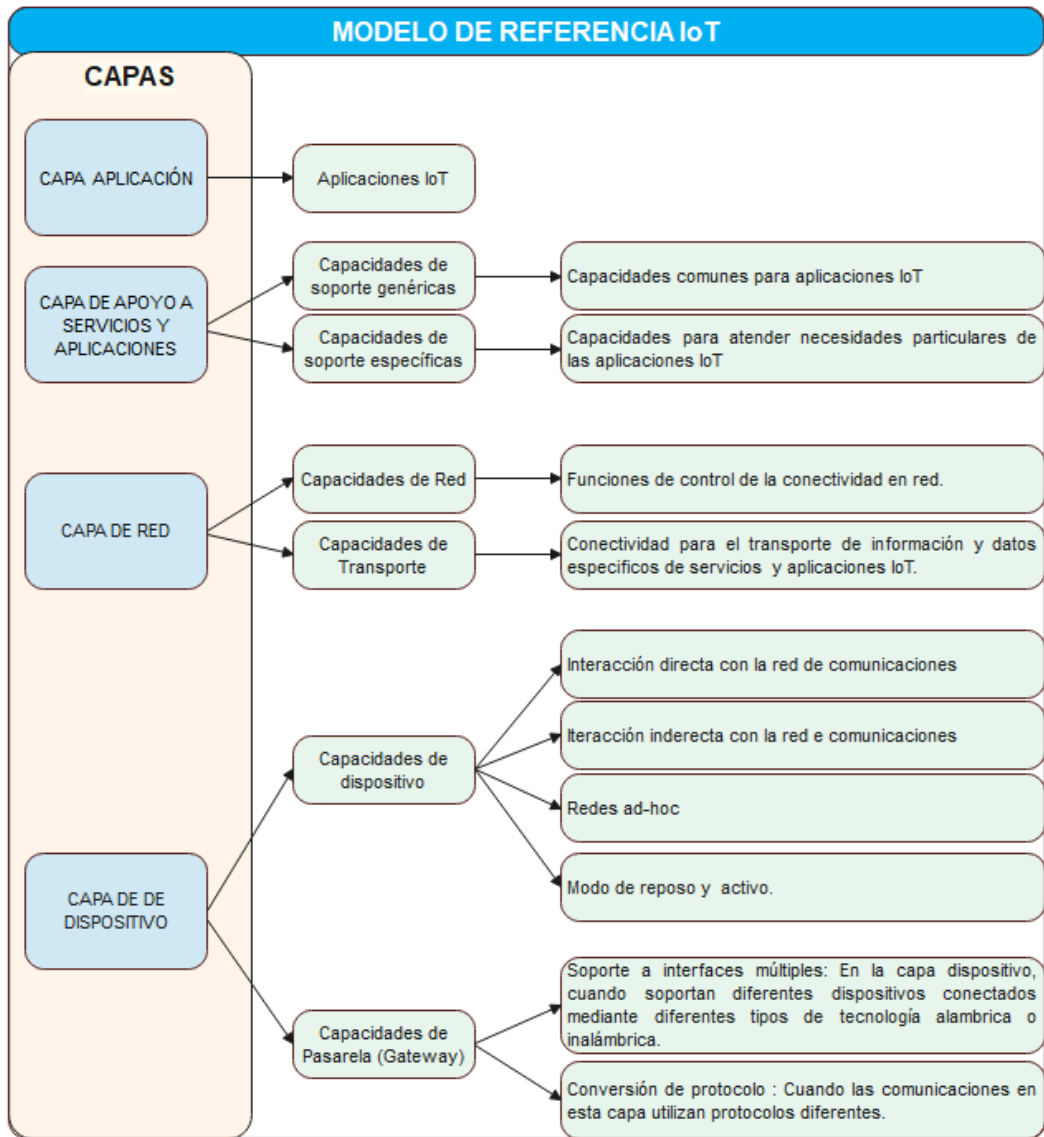 MODELO DE REFERENCIA IoT
CAPAS
CAPA APLICACIÓN
Aplicaciones IoT
CAPA DE APOYO A
SERVICIOS Y
APLICACIONES
Capacidades de
soporte genéricas
Capacidades comunes para aplicaciones IoT
Capacidades de
soporte específicas
Capacidades para atender necesidades particulares de
las aplicaciones IoT
CAPA DE RED
Capacidades de Red
Funciones de control de la conectividad en red.
Capacidades de
Transporte
Conectividad para el transporte de información y datos
especificos de servicios y aplicaciones IoT.
CAPA DE DE
DISPOSITIVO
Capacidades de
dispositivo
Interacción directa con la red de comunicaciones
Iteracción inderecta con la red e comunicaciones
Redes ad-hoc
Modo de reposo y activo.
Capacidades de
Pasarela (Gateway)
Soporte a interfaces múltiples: En la capa dispositivo,
cuando soportan diferentes dispositivos conectados
mediante diferentes tipos de tecnología alambrica o
inalámbrica.
Conversión de protocolo : Cuando las comunicaciones en
esta capa utilizan protocolos diferentes.